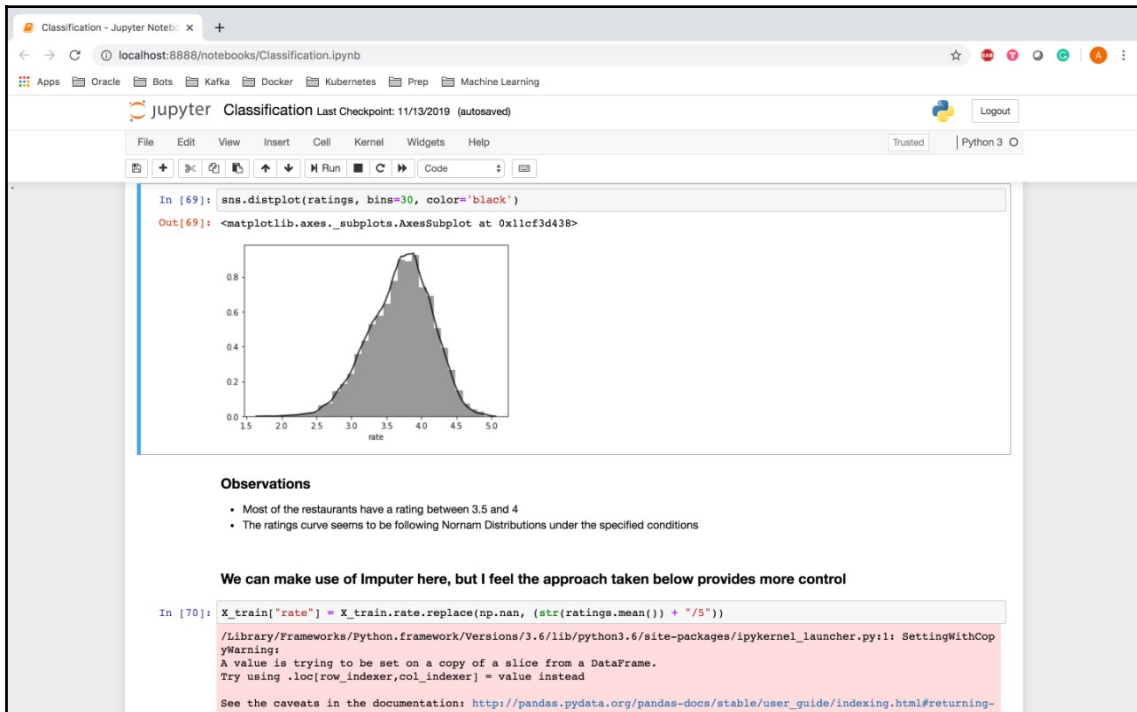 Classification - Jupyter Notebo
localhost:8888/notebooks/Classification.ipynb
A
Apps Oracle Bots Kafka Docker Kubernetes Prep Machine Learning
jupyter Classification Last Checkpoint: 11/13/2019 (autosaved)
Logout
File Edit View Insert Cell Kernel Widgets Help
Trusted Python 3
Run Code
In [69]: sns.distplot(ratings, bins=30, color='black')
Out[69]: <matplotlib.axes._subplots.AxesSubplot at 0x11cf3d438>
0.8
0.6
0.4
0.2
0.0
1.5 2.0 2.5 3.0 3.5 4.0 4.5 5.0
rate
Observations
• Most of the restaurants have a rating between 3.5 and 4
• The ratings curve seems to be following Nornam Distributions under the specified conditions
We can make use of Imputer here, but I feel the approach taken below provides more control
In [70]: X_train["rate"] = X_train.rate.replace(np.nan, (str(ratings.mean()) + "/5"))
/Library/Frameworks/Python.framework/Versions/3.6/lib/python3.6/site-packages/ipykernel_launcher.py:1: SettingWithCop
yWarning:
A value is trying to be set on a copy of a slice from a DataFrame.
Try using .loc[row_indexer,col_indexer] = value instead
See the caveats in the documentation: http://pandas.pydata.org/pandas-docs/stable/user_guide/indexing.html#returning-